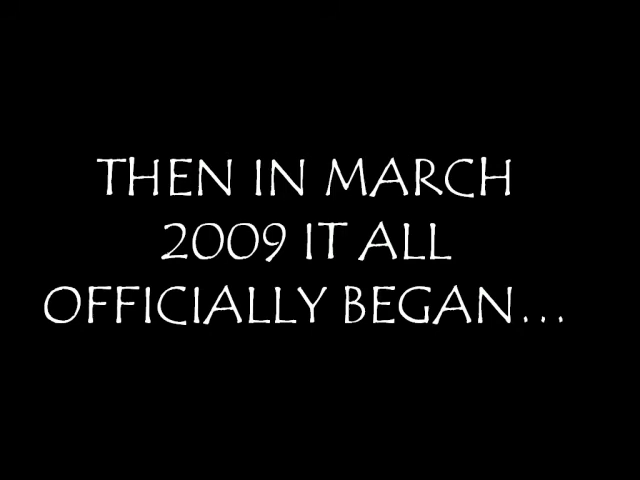 THEN IN MARCH
2009 IT ALL
OFFICIALLY BEGAN...